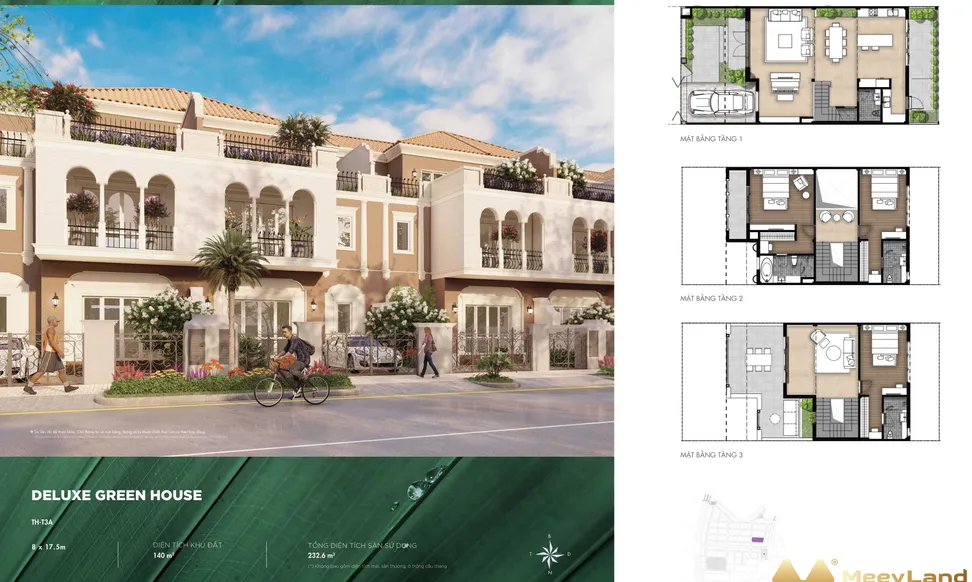 MẶT BẰNG TẦNG 1
MẶT BẰNG TẦNG 2
MẶT BẰNG TẦNG 3
DELUXE GREEN HOUSE
TH-T3A
8 x 17.5m
DIỆN TÍCH KHU ĐẤT
140 m²
TỔNG DIỆN TÍCH SÀN SỬ DỤNG
232.6 m²
B
T
Đ
N
MeeyLand